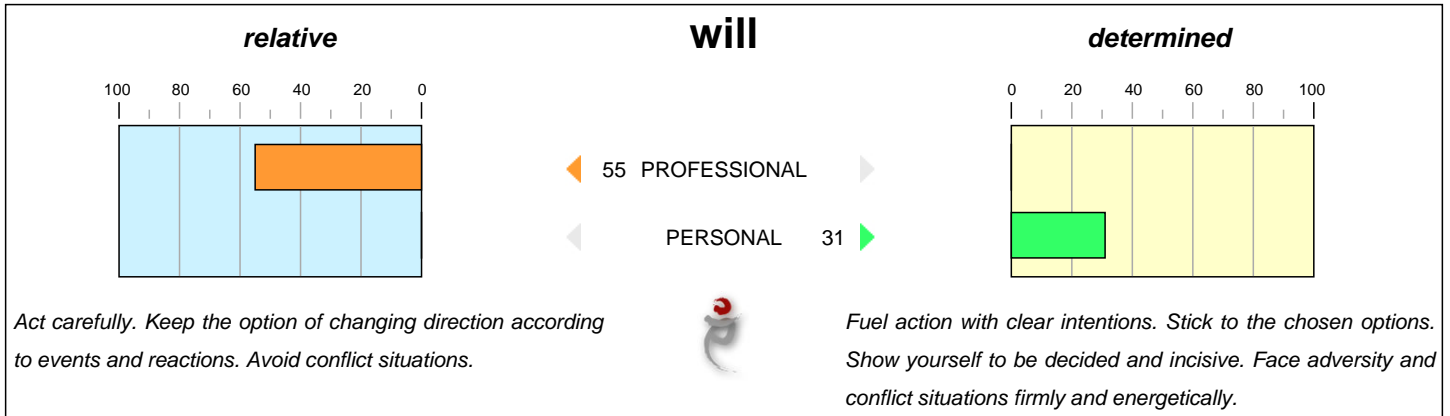 relative
will
determined
100 80 60 40 20 0
0 20 40 60 80 100
55 PROFESSIONAL
PERSONAL 31
Act carefully. Keep the option of changing direction according
to events and reactions. Avoid conflict situations.
Fuel action with clear intentions. Stick to the chosen options.
Show yourself to be decided and incisive. Face adversity and
conflict situations firmly and energetically.